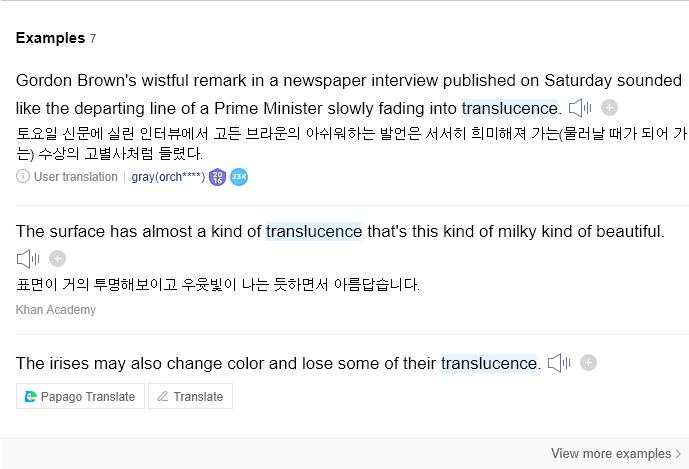 Examples 7
Gordon Brown's wistful remark in a newspaper interview published on Saturday sounded
like the departing line of a Prime Minister slowly fading into translucence.
토요일 신문에 실린 인터뷰에서 고든 브라운의 아쉬워하는 발언은 서서히 희미해져 가는(물러날 때가 되어 가
는) 수상의 고별사처럼 들렸다.
User translation | gray(orch****) 20 16 23K
The surface has almost a kind of translucence that's this kind of milky kind of beautiful.
표면이 거의 투명해보이고 우윳빛이 나는 듯하면서 아름답습니다.
Khan Academy
The irises may also change color and lose some of their translucence.
Papago Translate Translate
View more examples